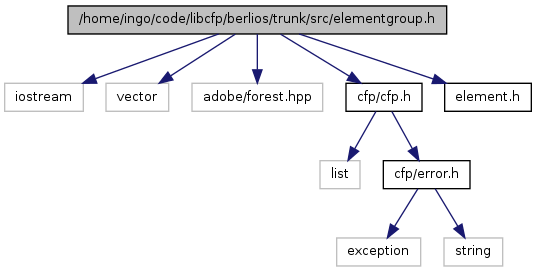 /home/ingo/code/libcfp/berlios/trunk/src/elementgroup.h
iostream
vector
adobe/forest.hpp
cfp/cfp.h
element.h
list
cfp/error.h
exception
string